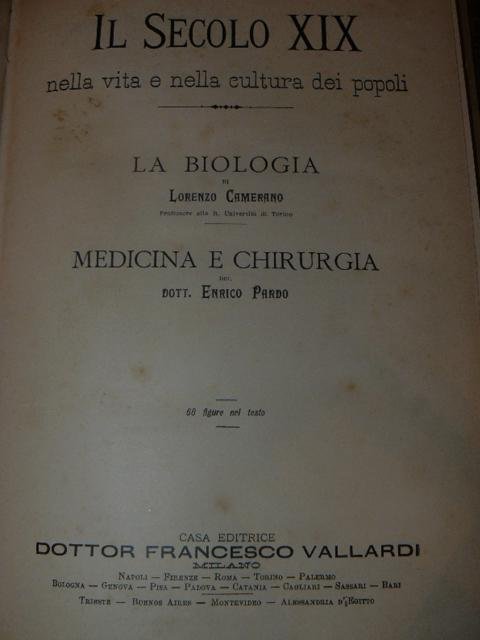 IL SECOLO XIX
nella vita e nella cultura dei popoli
LA BIOLOGIA
DI
LORENZO CAMERANO
Professore alla R. Università di Torino
MEDICINA E CHIRURGIA
DEL
DOTT. ENRICO PARDO
66 figure nel testo
CASA EDITRICE
DOTTOR FRANCESCO VALLARDI
MILANO
NAPOLI — FIRENZE — ROMA — TORINO — PALERMO
BOLOGNA — GENOVA — PISA — PADOVA — CATANIA — CAGLIARI — SASSARI — BARI
TRIESTE — BUENOS AIRES — MONTEVIDEO — ALESSANDRIA D'EGITTO